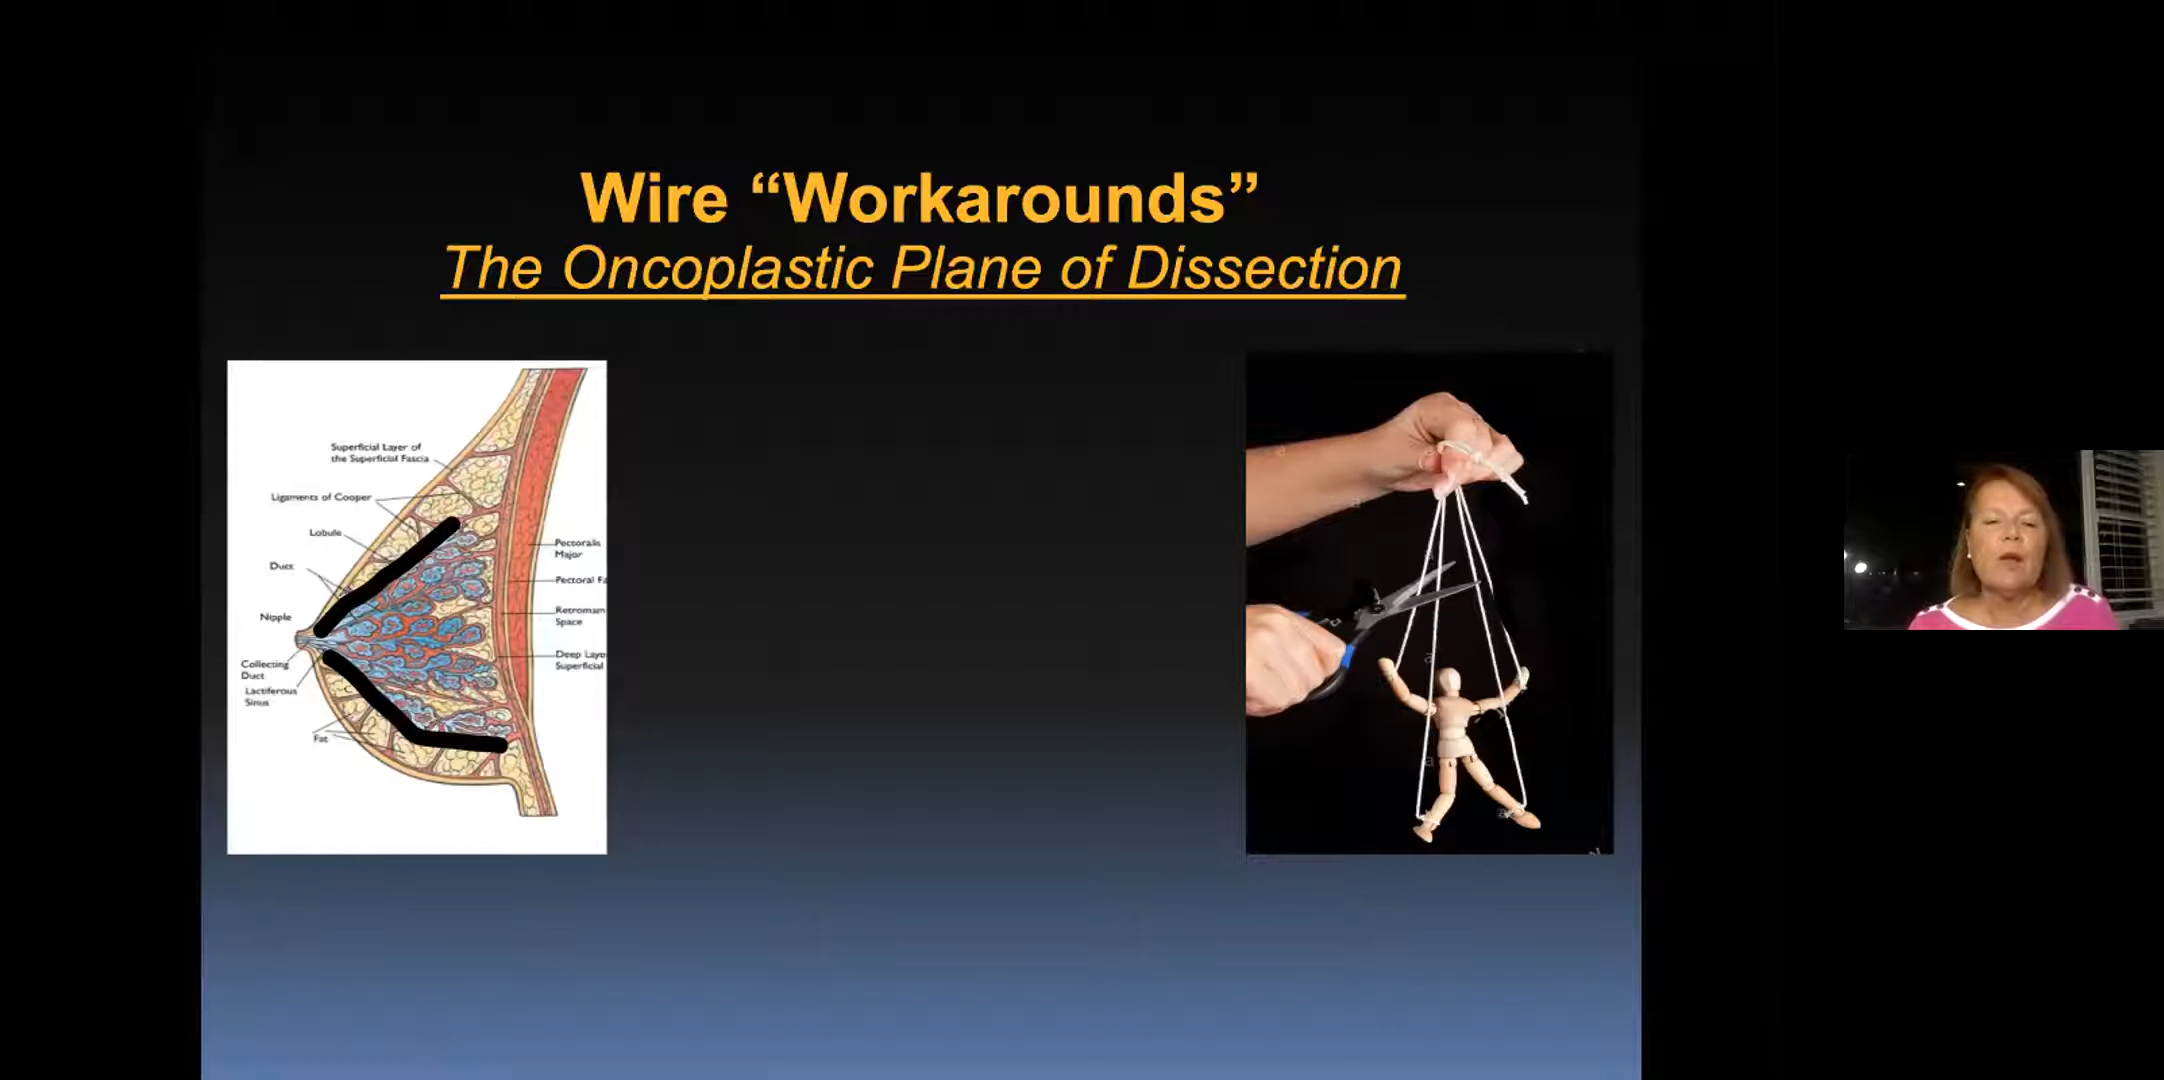 Wire “Workarounds”
The Oncoplastic Plane of Dissection
Superficial Layer of
the Superficial Fascia
Ligaments of Cooper
Lobule
Duct
Nipple
Collecting
Duct
Lactiferous
Sinus
Fat
Pectoralis
Major
Pectoral Fa
Retromam
Space
Deep Laye
Superficial